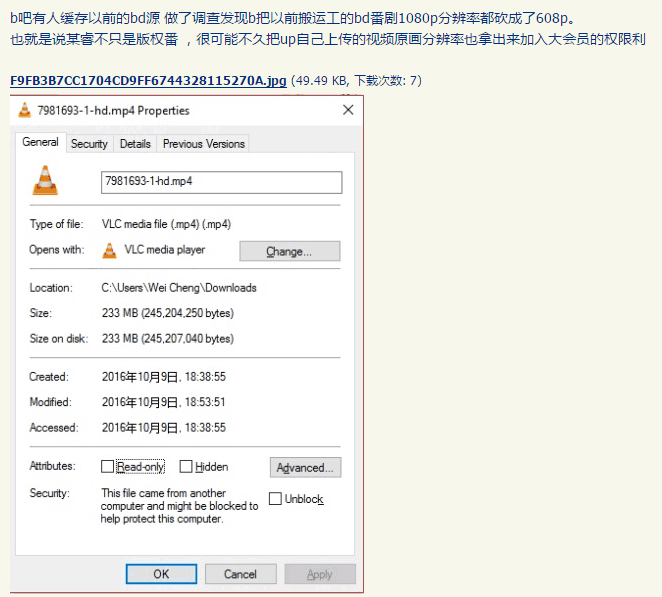 b吧有人缓存以前的bd源 做了调查发现b把以前搬运工的bd番剧1080p分辨率都砍成了608p。
也就是说某睿不只是版权番 ，很可能不久把up自己上传的视频原画分辨率也拿出来加入大会员的权限利
F9FB3B7CC1704CD9FF6744328115270A.jpg (49.49 KB, 下载次数: 7)
7981693-1-hd.mp4 Properties
General Security Details Previous Versions
7981693-1-hd.mp4
Type of file: VLC media file (.mp4) (.mp4)
Opens with: VLC media player Change...
Location: C:\Users\Wei Cheng\Downloads
Size: 233 MB (245,204,250 bytes)
Size on disk: 233 MB (245,207,040 bytes)
Created: 2016年10月9日, 18:38:55
Modified: 2016年10月9日, 18:53:51
Accessed: 2016年10月9日, 18:38:55
Attributes: Read-only Hidden Advanced...
Security: This file came from another
computer and might be blocked to
help protect this computer.
Unblock
OK Cancel Apply